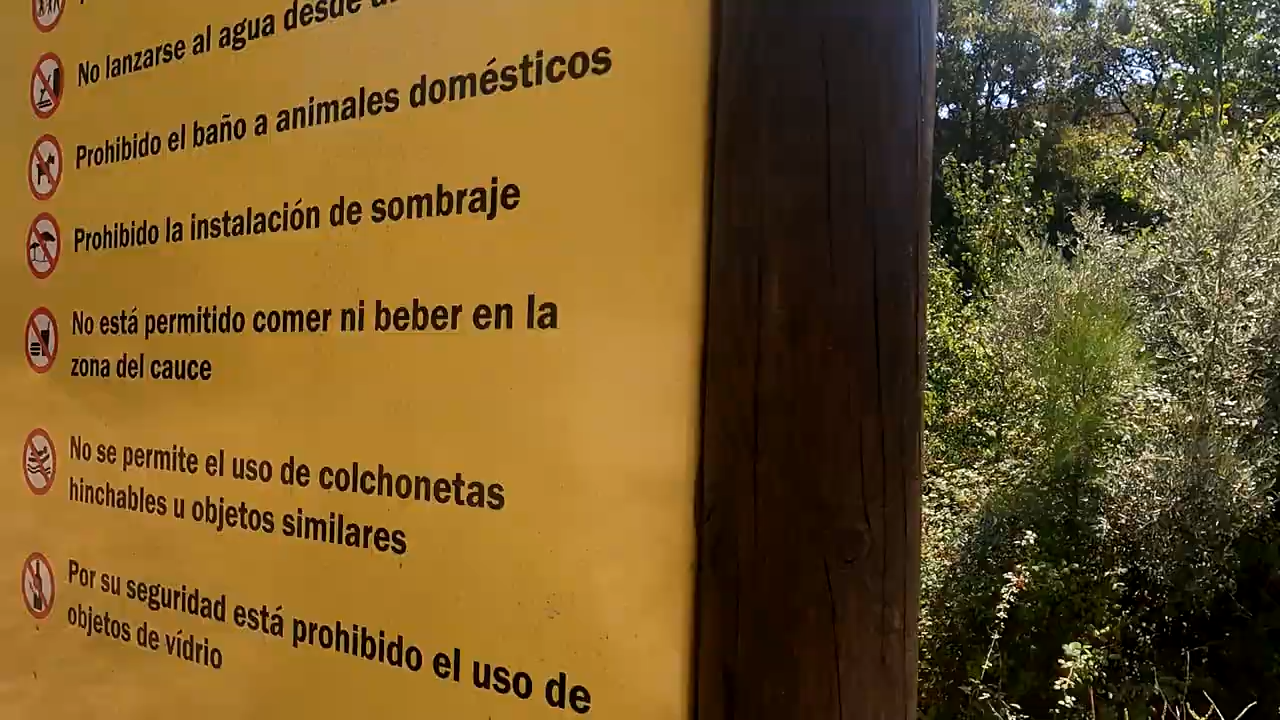 No lanzarse al agua desde
Prohibido el baño a animales domésticos
Prohibido la instalación de sombraje
No está permitido comer ni beber en la
zona del cauce
No se permite el uso de colchonetas
hinchables u objetos similares
Por su seguridad está prohibido el uso de
objetos de vídrio